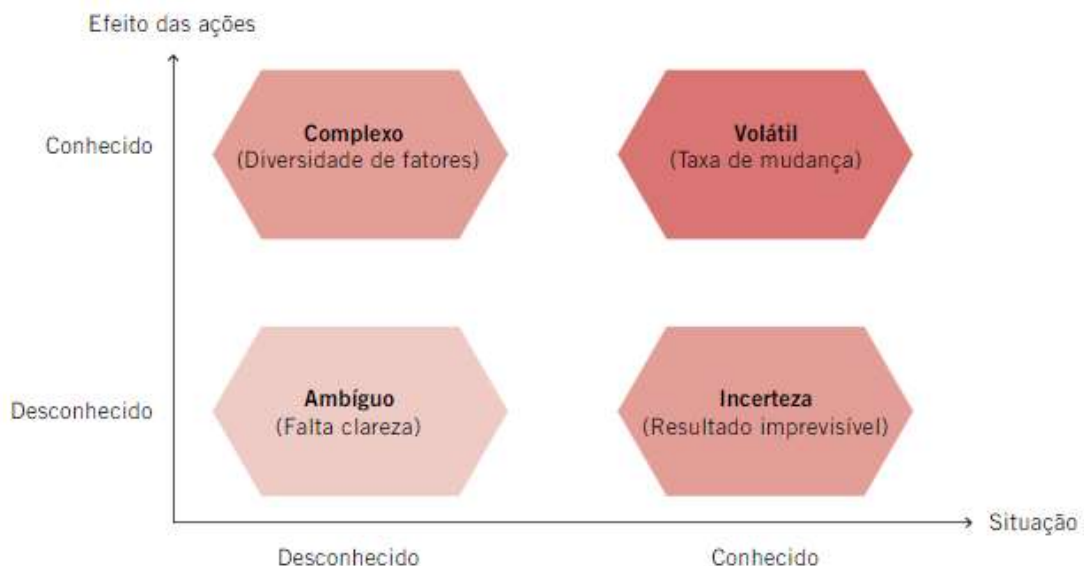 Efeito das ações
Conhecido
Complexo
(Diversidade de fatores)
Volátil
(Taxa de mudança)
Desconhecido
Ambíguo
(Falta clareza)
Incerteza
(Resultado imprevisível)
Situação
Desconhecido
Conhecido